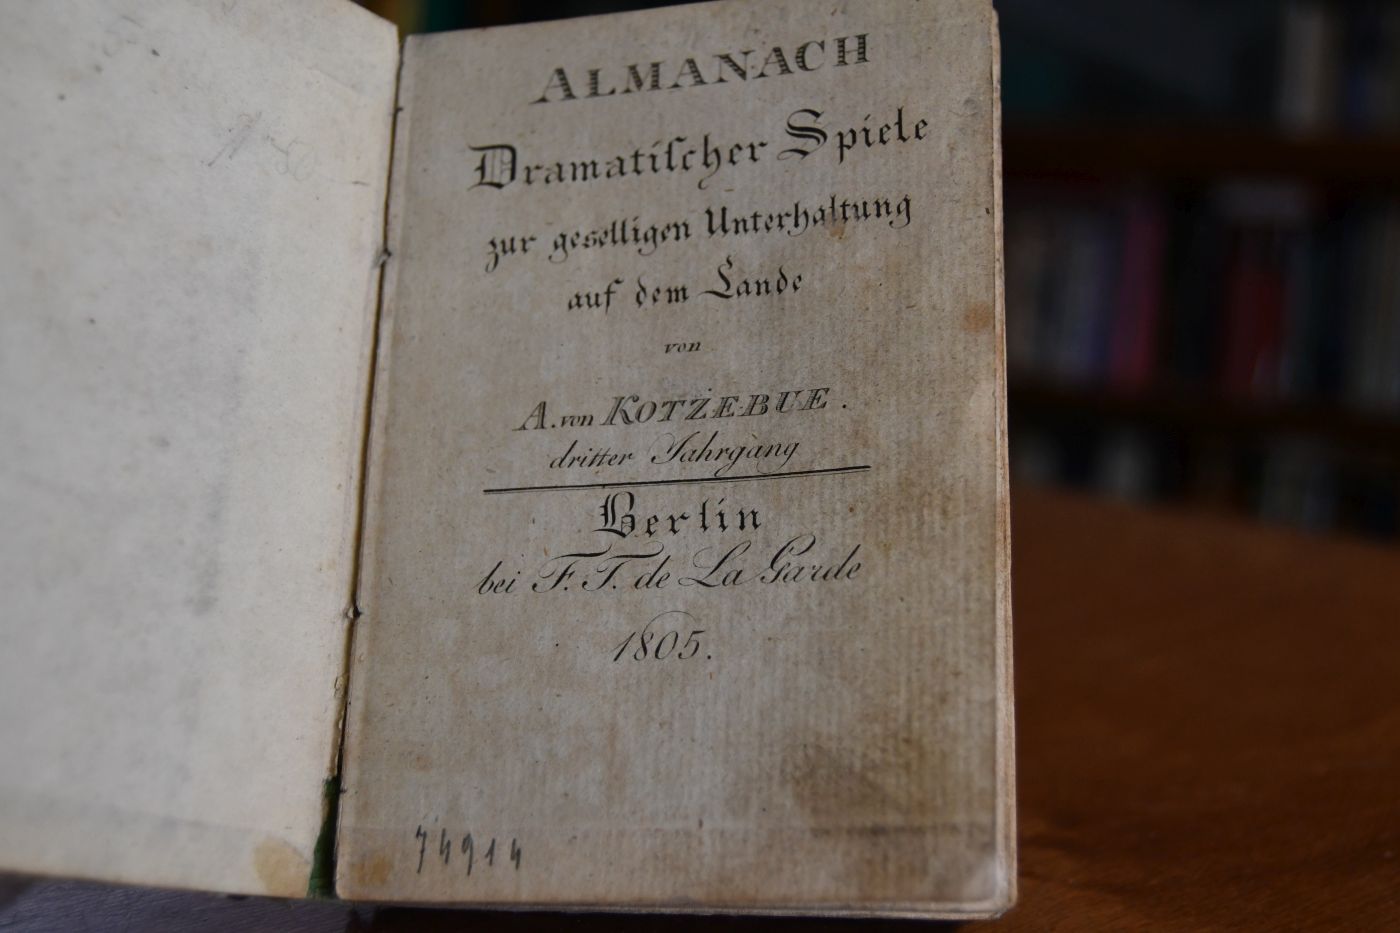 ALMANACH
Dramatiſcher Spiele
zur geselligen Unterhaltung
auf dem Lande
von
A. von KOTZEBUE.
dritter Jahrgang
Berlin
bei F. T. de La Garde
1805.
74914